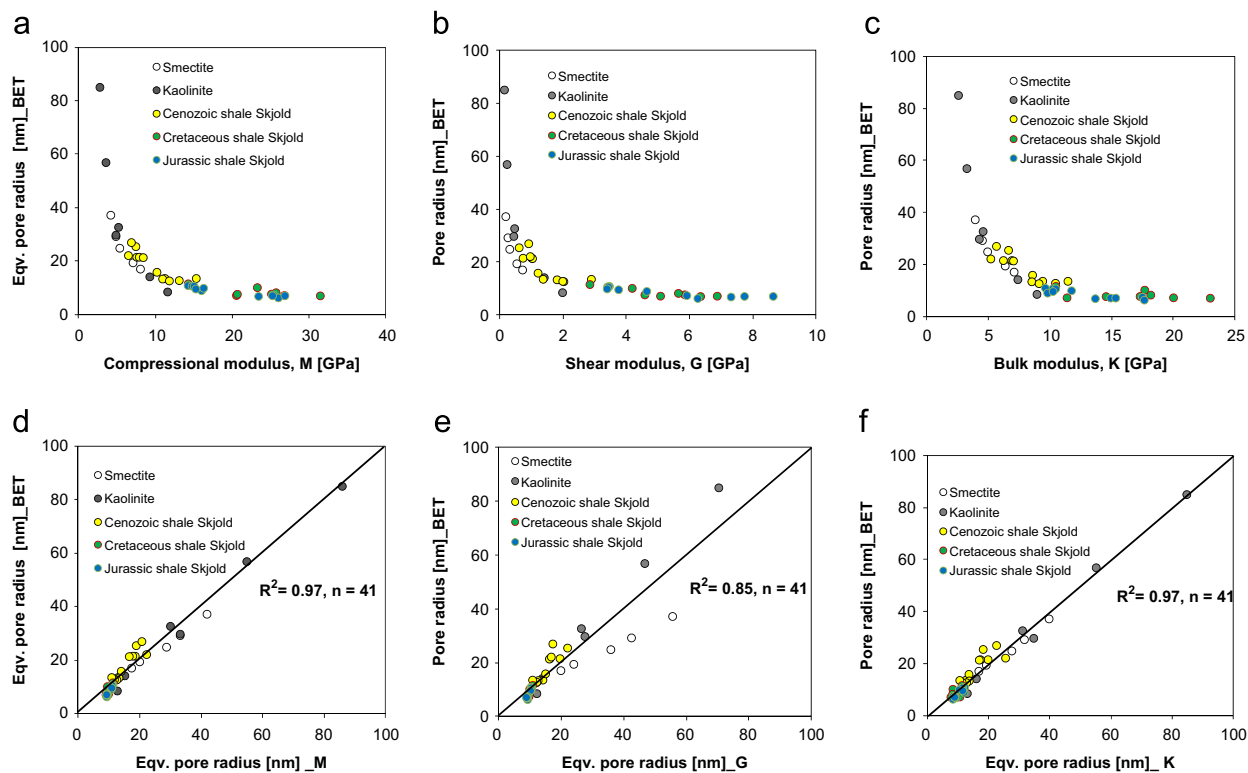 a
100
80
60
40
20
0
0 10 20 30 40
Eqv. pore radius [nm]_BET
Compressional modulus, M [GPa]
Smectite
Kaolinite
Cenozoic shale Skjold
Cretaceous shale Skjold
Jurassic shale Skjold
b
100
80
60
40
20
0
0 2 4 6 8 10
Pore radius [nm]_BET
Shear modulus, G [GPa]
Smectite
Kaolinite
Cenozoic shale Skjold
Cretaceous shale Skjold
Jurassic shale Skjold
c
100
80
60
40
20
0
0 5 10 15 20 25
Pore radius [nm]_BET
Bulk modulus, K [GPa]
Smectite
Kaolinite
Cenozoic shale Skjold
Cretaceous shale Skjold
Jurassic shale Skjold
d
100
80
60
40
20
0
0 20 40 60 80 100
Eqv. pore radius [nm]_BET
Eqv. pore radius [nm] _M
Smectite
Kaolinite
Cenozoic shale Skjold
Cretaceous shale Skjold
Jurassic shale Skjold
R²= 0.97, n = 41
e
100
80
60
40
20
0
0 20 40 60 80 100
Pore radius [nm]_BET
Eqv. pore radius [nm]_G
Smectite
Kaolinite
Cenozoic shale Skjold
Cretaceous shale Skjold
Jurassic shale Skjold
R²= 0.85, n = 41
f
100
80
60
40
20
0
0 20 40 60 80 100
Pore radius [nm]_BET
Eqv. pore radius [nm]_ K
Smectite
Kaolinite
Cenozoic shale Skjold
Cretaceous shale Skjold
Jurassic shale Skjold
R²= 0.97, n = 41